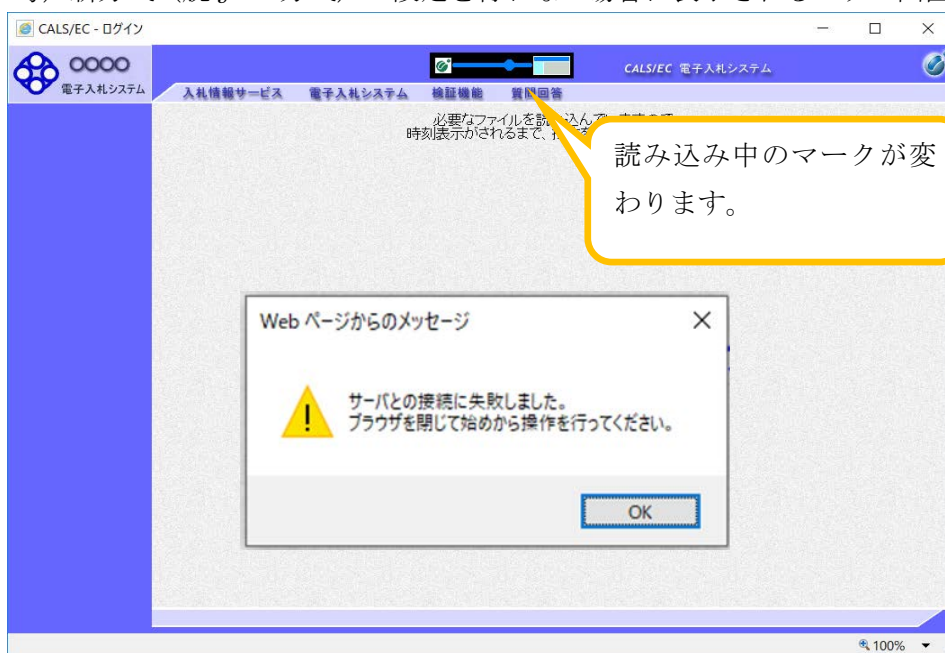 CALS/EC - ログイン
OOOO
電子入札システム
CALS/EC 電子入札システム
入札情報サービス 電子入札システム 検証機能 質問回答
必要なファイルを読み込ん
時刻表示がされるまで、
読み込み中のマークが変
わります。
Web ページからのメッセージ
サーバとの接続に失敗しました。
ブラウザを閉じて始めから操作を行ってください。
OK
100%